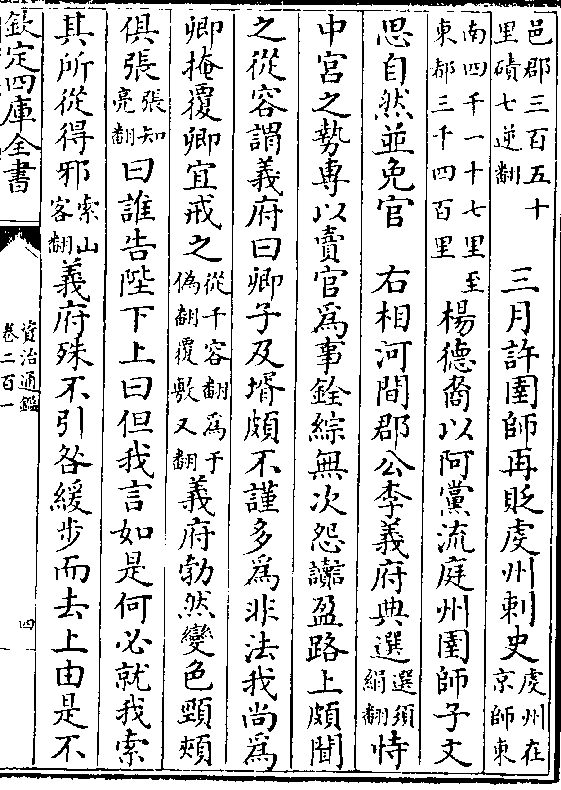 邑郡三百五十里磧七逆翻　三月許圉師再貶虔州刺史虔州在京師東
南四千一十七里至東都三千四百里楊德裔以阿黨流庭州圉師子文
思自然並免官　右相河間郡公李義府典選選須絹翻恃
中宮之勢專以賣官爲事銓綜無次怨讟盈路上頗聞
之從容謂義府曰卿子及壻頗不謹多爲非法我尚爲
卿掩覆卿宜戒之從千容翻爲于偽翻覆敷又翻義府勃然變色頸頰
俱張張知亮翻曰誰告陛下上曰但我言如是何必就我索
其所從得邪索山客翻義府殊不引咎緩步而去上由是不
欽定四庫全書
資治通鑑
卷二百一
四